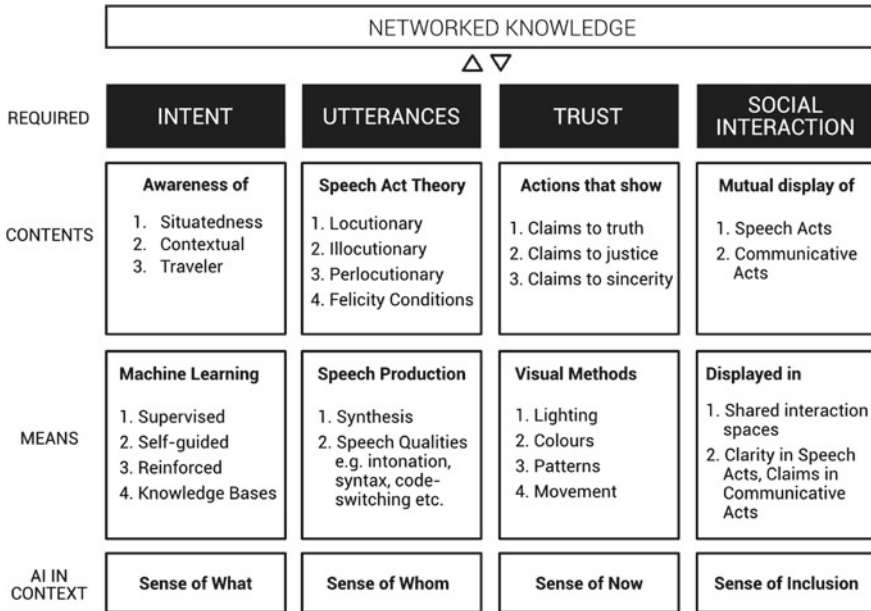 NETWORKED KNOWLEDGE
REQUIRED
INTENT
UTTERANCES
TRUST
SOCIAL
INTERACTION
CONTENTS
Awareness of
1. Situatedness
2. Contextual
3. Traveler
Speech Act Theory
1. Locutionary
2. Illocutionary
3. Perlocutionary
4. Felicity Conditions
Actions that show
1. Claims to truth
2. Claims to justice
3. Claims to sincerity
Mutual display of
1. Speech Acts
2. Communicative
Acts
MEANS
Machine Learning
1. Supervised
2. Self-guided
3. Reinforced
4. Knowledge Bases
Speech Production
1. Synthesis
2. Speech Qualities
e.g. intonation,
syntax, code-
switching etc.
Visual Methods
1. Lighting
2. Colours
3. Patterns
4. Movement
Displayed in
1. Shared interaction
spaces
2. Clarity in Speech
Acts, Claims in
Communicative
Acts
AI IN
CONTEXT
Sense of What
Sense of Whom
Sense of Now
Sense of Inclusion